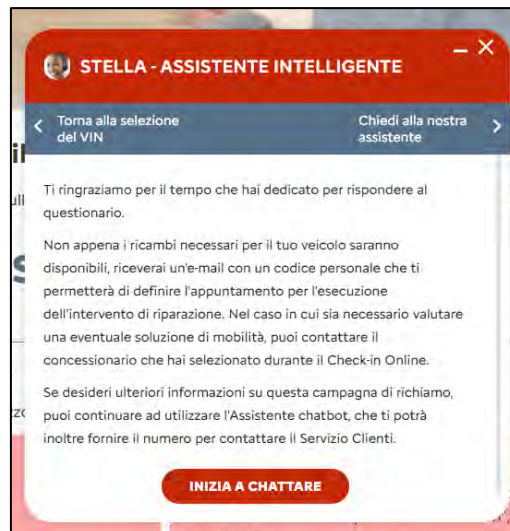 STELLA - ASSISTENTE INTELLIGENTE
Torna alla selezione
del VIN
Chiedi alla nostra
assistente
Ti ringraziamo per il tempo che hai dedicato per rispondere al
questionario.
Non appena i ricambi necessari per il tuo veicolo saranno
disponibili, riceverai un'e-mail con un codice personale che ti
permetterà di definire l'appuntamento per l'esecuzione
dell'intervento di riparazione. Nel caso in cui sia necessario valutare
una eventuale soluzione di mobilità, puoi contattare il
concessionario che hai selezionato durante il Check-in Online.
Se desideri ulteriori informazioni su questa campagna di richiamo,
puoi continuare ad utilizzare l'Assistente chatbot, che ti potrà
inoltre fornire il numero per contattare il Servizio Clienti.
INIZIA A CHATTARE